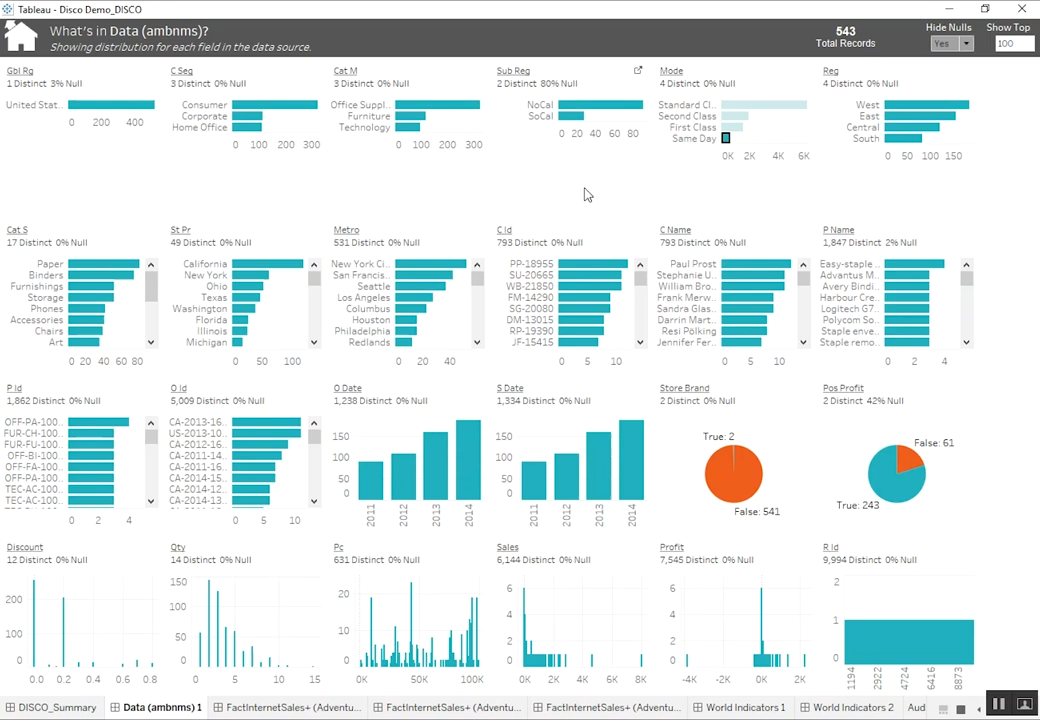 Tableau - Disco Demo_DISCO
What's in Data (ambnms)?
Showing distribution for each field in the data source.
543
Total Records
Hide Nulls
Yes
Show Top
100
Gbl Rg
1 Distinct 3% Null
United Stat..
0 200 400
C Seg
3 Distinct 0% Null
Consumer
Corporate
Home Office
0 100 200 300
Cat M
3 Distinct 0% Null
Office Suppl..
Furniture
Technology
0 100 200 300
Sub Reg
2 Distinct 80% Null
NoCal
SoCal
0 20 40 60 80
Mode
4 Distinct 0% Null
Standard Cl..
Second Class
First Class
Same Day
0K 2K 4K 6K
Reg
4 Distinct 0% Null
West
East
Central
South
0 50 100 150
Cat S
17 Distinct 0% Null
Paper
Binders
Furnishings
Storage
Phones
Accessories
Chairs
Art
0 20 40 60 80
St Pr
49 Distinct 0% Null
California
New York
Ohio
Texas
Washington
Florida
Illinois
Michigan
0 50 100
Metro
531 Distinct 0% Null
New York Ci..
San Francis..
Seattle
Los Angeles
Columbus
Houston
Philadelphia
Redlands
0 20 40
C Id
793 Distinct 0% Null
PP-18955
SU-20665
WB-21850
FM-14290
SG-20080
DM-13015
RP-19390
JF-15415
0 5 10
C Name
793 Distinct 0% Null
Paul Prost
Stephanie U..
William Bro..
Frank Merw..
Sandra Glas..
Darrin Mart..
Resi Polking
Jennifer Fer..
0 5 10
P Name
1,847 Distinct 2% Null
Easy-staple ..
Advantus M..
Avery Bindi..
Harbour Cre..
Logitech G7..
Polycom So..
Staple enve..
Staple remo..
0 2 4
P Id
1,862 Distinct 0% Null
OFF-PA-100..
FUR-CH-100..
FUR-FU-100..
OFF-BI-100..
OFF-FA-100..
OFF-PA-100..
TEC-AC-100..
TEC-AC-100..
0 2 4
O Id
5,009 Distinct 0% Null
CA-2013-16..
US-2013-10..
CA-2012-16..
CA-2011-14..
CA-2011-16..
CA-2014-15..
CA-2014-12..
CA-2014-13..
0 5 10
O Date
1,238 Distinct 0% Null
150
100
50
0
2011 2012 2013 2014
S Date
1,334 Distinct 0% Null
150
100
50
0
2011 2012 2013 2014
Store Brand
2 Distinct 0% Null
True: 2
False: 541
Pos Profit
2 Distinct 42% Null
False: 61
True: 243
Discount
12 Distinct 0% Null
200
100
0
0.0 0.2 0.4 0.6 0.8
Qty
14 Distinct 0% Null
150
100
50
0
0 5 10 15
Pc
631 Distinct 0% Null
20
10
0
0K 50K 100K
Sales
6,144 Distinct 0% Null
6
4
2
0
0K 2K 4K 6K 8K
Profit
7,545 Distinct 0% Null
6
4
2
0
-4K -2K 0K 2K
R Id
9,994 Distinct 0% Null
2
1
0
1194 2922 4724 6416 8873
DISCO_Summary
Data (ambnms) 1
FactInternetSales+ (Adventu...
FactInternetSales+ (Adventu...
FactInternetSales+ (Adventu...
World Indicators 1
World Indicators 2
Aud